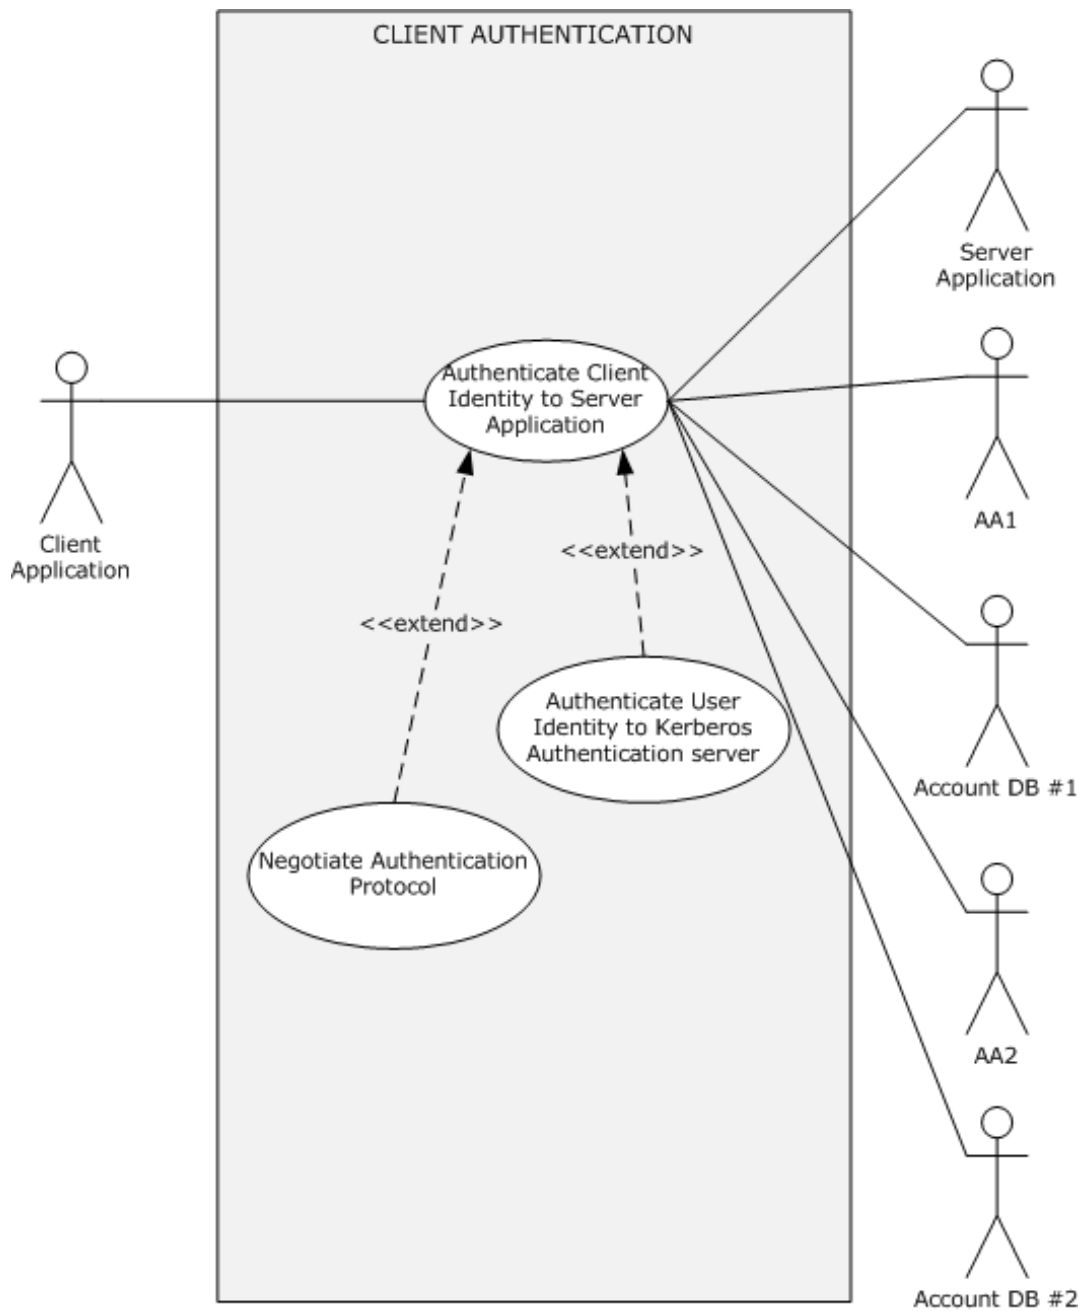 CLIENT AUTHENTICATION
Server
Application
Authenticate Client
Identity to Server
Application
AA1
Client
Application
<<extend>>
<<extend>>
Authenticate User
Identity to Kerberos
Authentication server
Account DB #1
Negotiate Authentication
Protocol
AA2
Account DB #2